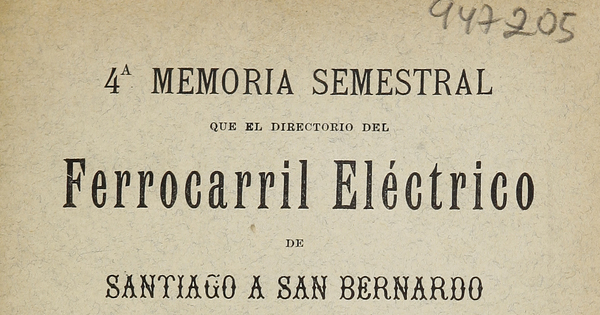 947205
4ᴬ MEMORIA SEMESTRAL
QUE EL DIRECTORIO DEL
Ferrocarril Eléctrico
DE
SANTIAGO A SAN BERNARDO